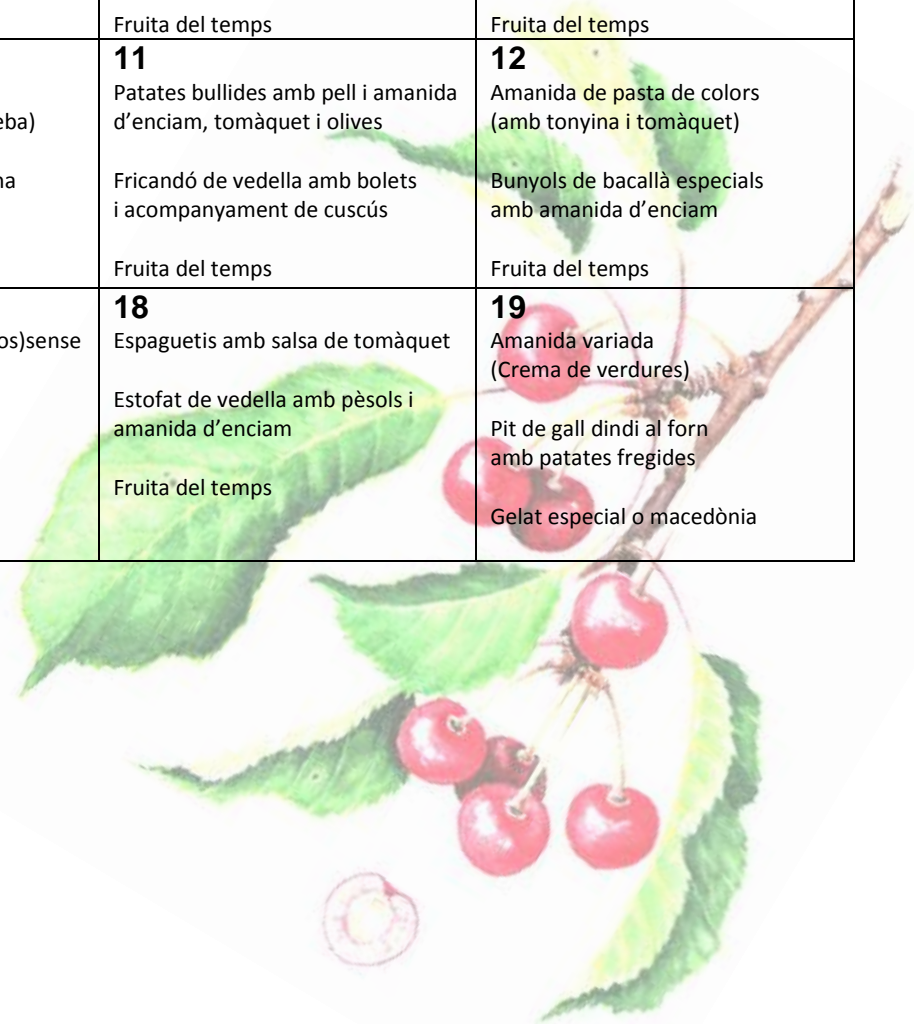 Fruita del temps
Fruita del temps
11
Patates bullides amb pell i amanida
d'enciam, tomàquet i olives
Fricandó de vedella amb bolets
i acompanyament de cuscús
Fruita del temps
12
Amanida de pasta de colors
(amb tonyina i tomàquet)
Bunyols de bacallà especials
amb amanida d'enciam
Fruita del temps
os)sense
18
Espaguetis amb salsa de tomàquet
Estofat de vedella amb pèsols i
amanida d'enciam
Fruita del temps
19
Amanida variada
(Crema de verdures)
Pit de gall dindi al forn
amb patates fregides
Gelat especial o macedònia